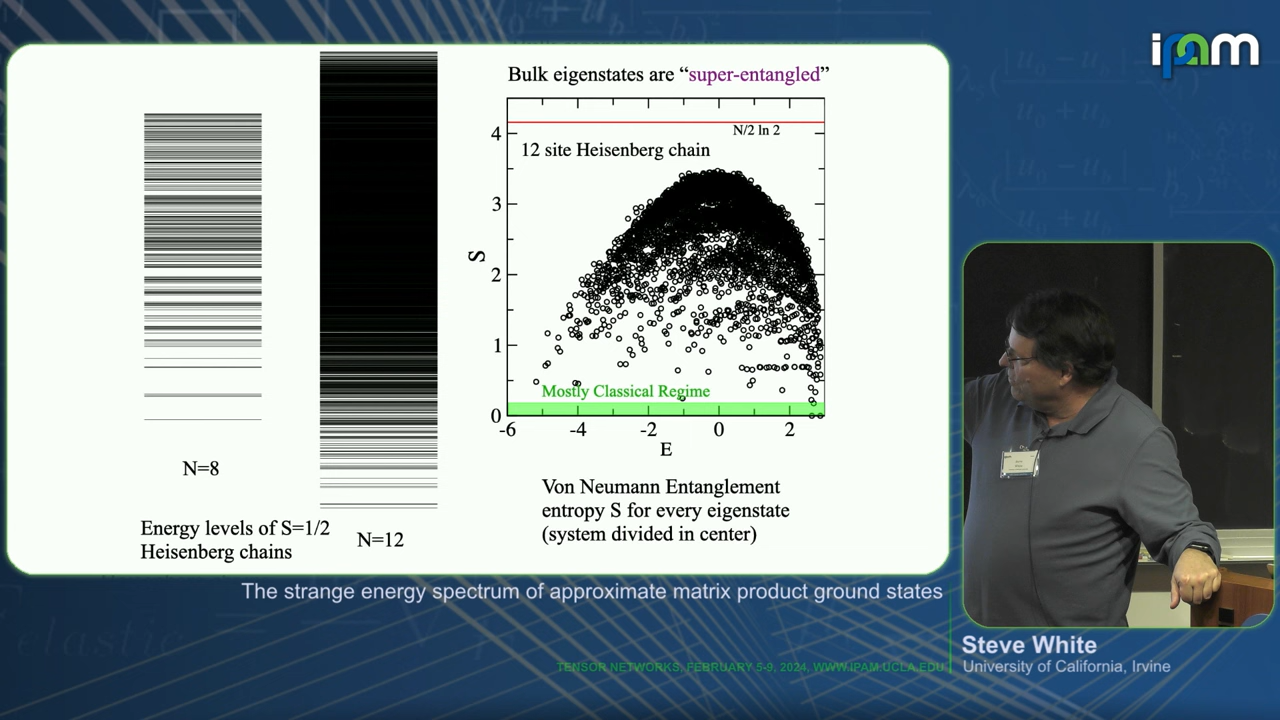 ipam
Bulk eigenstates are “super-entangled”
N/2 ln 2
12 site Heisenberg chain
Mostly Classical Regime
S
4
3
2
1
0
-6 -4 -2 0 2
E
N=8
N=12
Energy levels of S=1/2
Heisenberg chains
Von Neumann Entanglement
entropy S for every eigenstate
(system divided in center)
The strange energy spectrum of approximate matrix product ground states
Steve White
University of California, Irvine
TENSOR NETWORKS, FEBRUARY 5-9, 2024, WWW.IPAM.UCLA.EDU
elastic